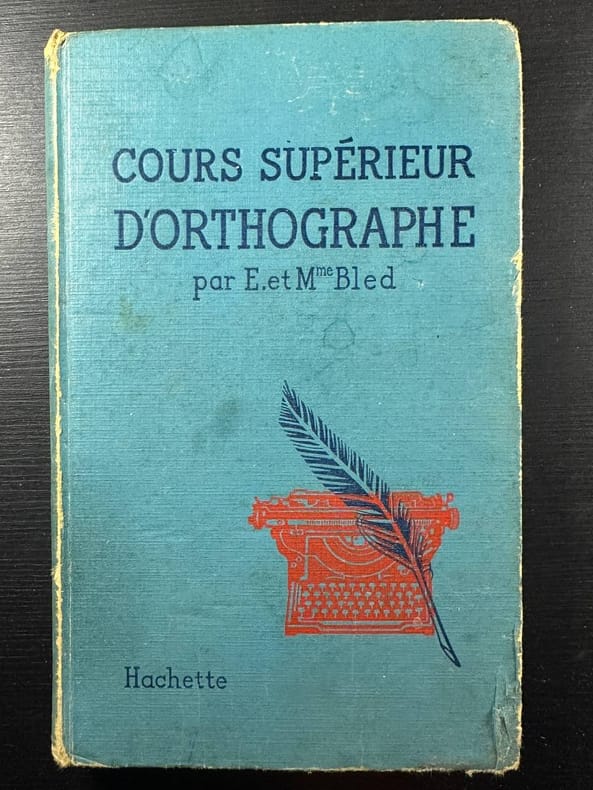 COURS SUPÉRIEUR
D'ORTHOGRAPHE
par E. et Mme Bled
Hachette